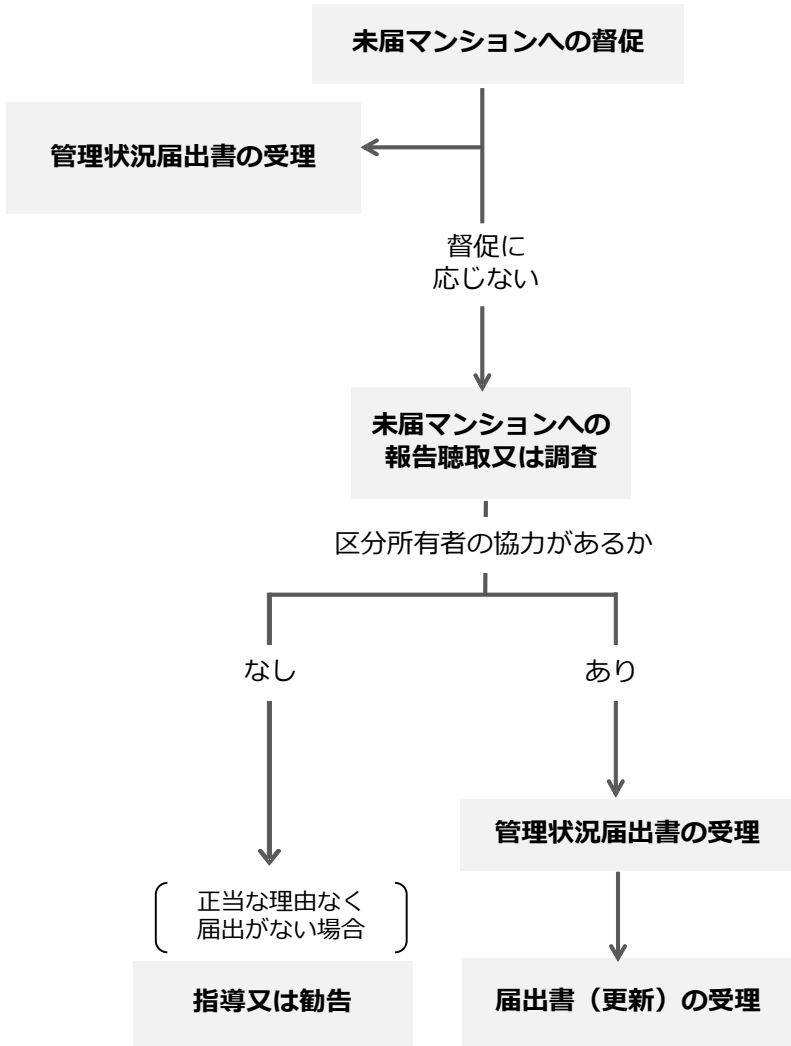 未届マンションへの督促
管理状況届出書の受理
督促に
応じない
未届マンションへの
報告聴取又は調査
区分所有者の協力があるか
なし
あり
管理状況届出書の受理
正当な理由なく
届出がない場合
指導又は勧告
届出書（更新）の受理